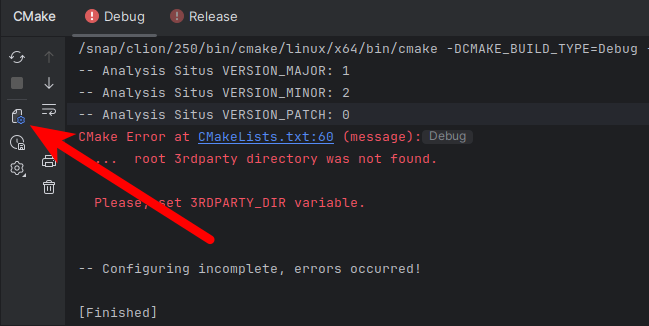 CMake Debug Release
/snap/clion/250/bin/cmake/linux/x64/bin/cmake -DCMAKE_BUILD_TYPE=Debug -
-- Analysis Situs VERSION_MAJOR: 1
-- Analysis Situs VERSION_MINOR: 2
-- Analysis Situs VERSION_PATCH: 0
CMake Error at CMakeLists.txt:60 (message): Debug
... root 3rdparty directory was not found.
Please, set 3RDPARTY_DIR variable.
-- Configuring incomplete, errors occurred!
[Finished]